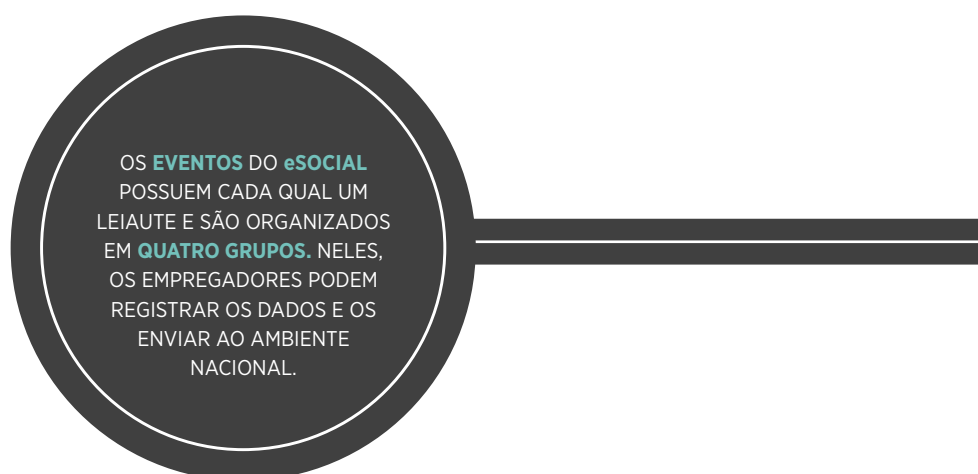 OS EVENTOS DO eSOCIAL
POSSUEM CADA QUAL UM
LEIAUTE E SÃO ORGANIZADOS
EM QUATRO GRUPOS. NELES,
OS EMPREGADORES PODEM
REGISTRAR OS DADOS E OS
ENVIAR AO AMBIENTE
NACIONAL.